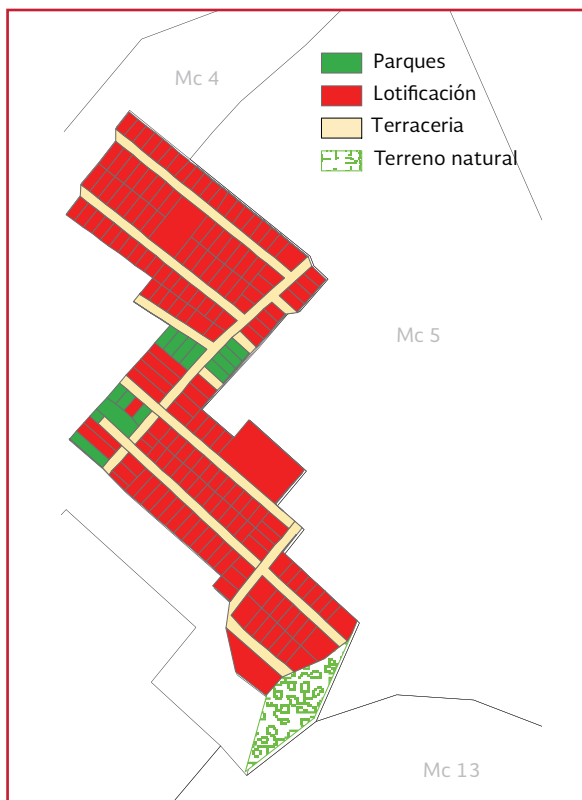 Mc 4
Parques
Lotificación
Terraceria
Terreno natural
Mc 5
Mc 13